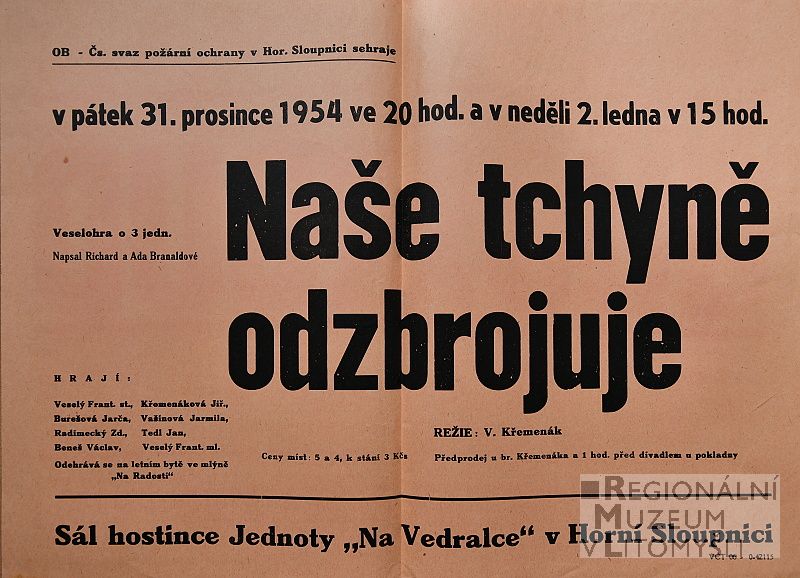 OB - Čs. svaz požární ochrany v Hor. Sloupnici sehraje
v pátek 31. prosince 1954 ve 20 hod. a v neděli 2. ledna v 15 hod.
Naše tchyně
odzbrojuje
Veselohra o 3 jedn.
Napsal Richard a Ada Branaldové
HRAJÍ:
Veselý Frant. st., Křemenáková Jiř.,
Burešová Jarča, Vašinová Jarmila,
Radimecký Zd., Tedl Jan,
Beneš Václav, Veselý Frant. ml.
Odehrává se na letním bytě ve mlýně
„Na Radosti“
Ceny míst: 5 a 4, k stání 3 Kčs
REŽIE: V. Křemenák
Předprodej u br. Křemenáka a 1 hod. před divadlem u pokladny
Sál hostince Jednoty „Na Vedralce“ v Horní Sloupnici
VČT 06 - 0-42115
REGIONÁLNÍ
MUZEUM
V LITOMYŠLI